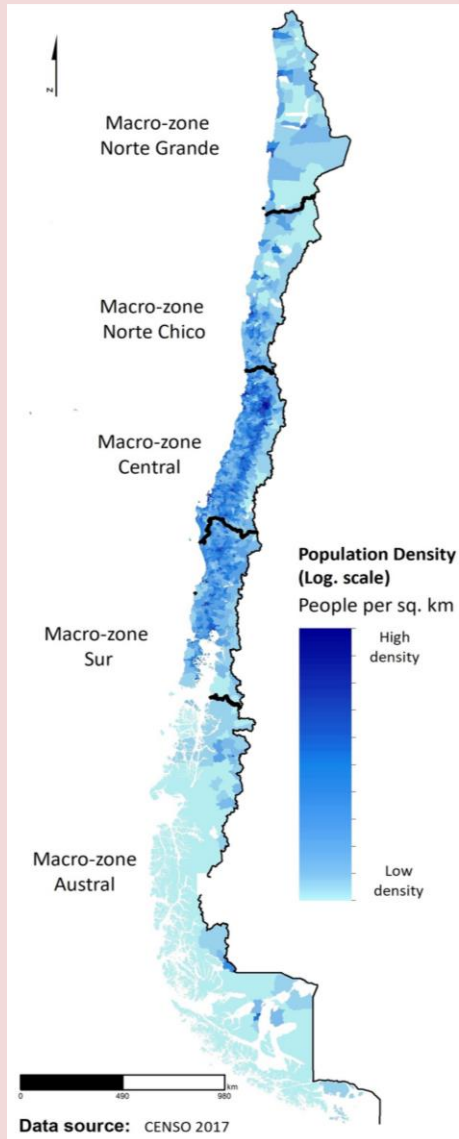 N
Macro-zone
Norte Grande
Macro-zone
Norte Chico
Macro-zone
Central
Population Density
(Log. scale)
People per sq. km
High
density
Macro-zone
Sur
Low
density
Macro-zone
Austral
km
0 490 980
Data source: CENSO 2017